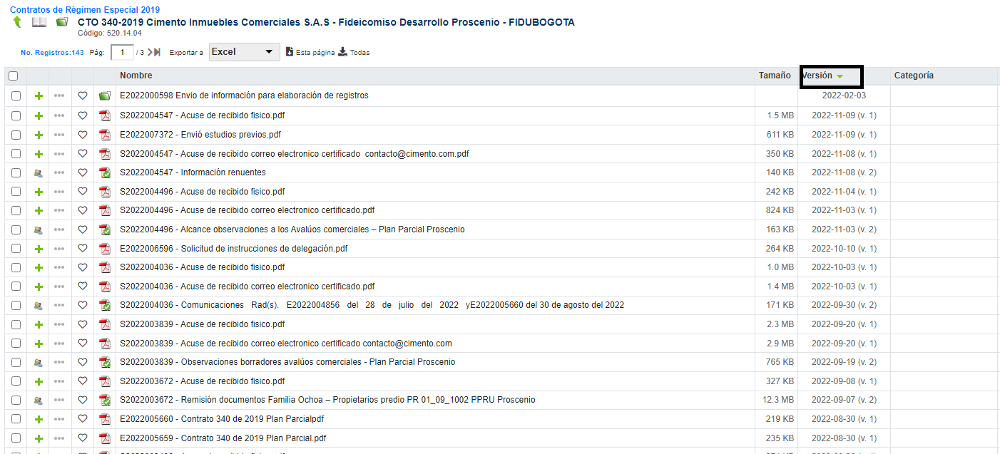 Contratos de Régimen Especial 2019
CTO 340-2019 Cimento Inmuebles Comerciales S.A.S - Fideicomiso Desarrollo Proscenio - FIDUBOGOTA
Código: 520.14.04
No. Registros:143 Pág: 1 / 3 Exportar a Excel Esta página Todas
Nombre Tamaño Versión Categoría
E2022000598 Envio de información para elaboración de registros 2022-02-03
S2022004547 - Acuse de recibido fisico.pdf 1.5 MB 2022-11-09 (v. 1)
E2022007372 - Envió estudios previos.pdf 611 KB 2022-11-09 (v. 1)
S2022004547 - Acuse de recibido correo electronico certificado contacto@cimento.com.pdf 350 KB 2022-11-08 (v. 1)
S2022004547 - Información renuentes 140 KB 2022-11-08 (v. 2)
S2022004496 - Acuse de recibido fisico.pdf 242 KB 2022-11-04 (v. 1)
S2022004496 - Acuse de recibido correo electronico certificado.pdf 824 KB 2022-11-03 (v. 1)
S2022004496 - Alcance observaciones a los Avalúos comerciales – Plan Parcial Proscenio 163 KB 2022-11-03 (v. 2)
E2022006596 - Solicitud de instrucciones de delegación.pdf 264 KB 2022-10-10 (v. 1)
S2022004036 - Acuse de recibido fisico.pdf 1.0 MB 2022-10-03 (v. 1)
S2022004036 - Acuse de recibido correo electronico certificado.pdf 1.4 MB 2022-10-03 (v. 1)
S2022004036 - Comunicaciones Rad(s). E2022004856 del 28 de julio del 2022 yE2022005660 del 30 de agosto del 2022 171 KB 2022-09-30 (v. 2)
S2022003839 - Acuse de recibido fisico.pdf 2.3 MB 2022-09-20 (v. 1)
S2022003839 - Acuse de recibido correo electronico certificado contacto@cimento.com 2.9 MB 2022-09-20 (v. 1)
S2022003839 - Observaciones borradores avalúos comerciales - Plan Parcial Proscenio 765 KB 2022-09-19 (v. 2)
S2022003672 - Acuse de recibido fisico.pdf 327 KB 2022-09-08 (v. 1)
S2022003672 - Remisión documentos Familia Ochoa – Propietarios predio PR 01_09_1002 PPRU Proscenio 12.3 MB 2022-09-07 (v. 2)
E2022005660 - Contrato 340 de 2019 Plan Parcialpdf 219 KB 2022-08-30 (v. 1)
E2022005659 - Contrato 340 de 2019 Plan Parcial.pdf 235 KB 2022-08-30 (v. 1)